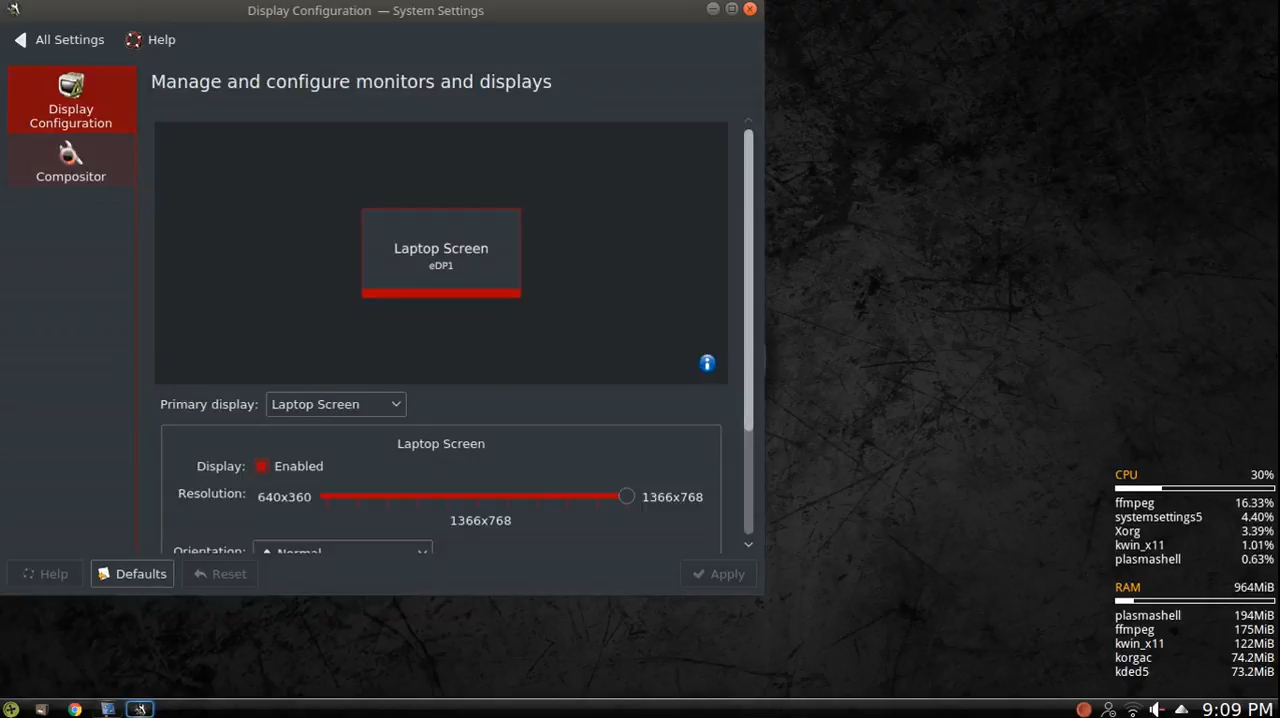 Display Configuration — System Settings
All Settings
Help
Display
Configuration
Compositor
Manage and configure monitors and displays
Laptop Screen
eDP1
Primary display: Laptop Screen
Laptop Screen
Display: Enabled
Resolution: 640x360 1366x768
1366x768
Orientation: Normal
Help
Defaults
Reset
Apply
CPU 30%
ffmpeg 16.33%
systemsettings5 4.40%
Xorg 3.39%
kwin_x11 1.01%
plasmashell 0.63%
RAM 964MiB
plasmashell 194MiB
ffmpeg 175MiB
kwin_x11 122MiB
korgac 74.2MiB
kded5 73.2MiB
9:09 PM